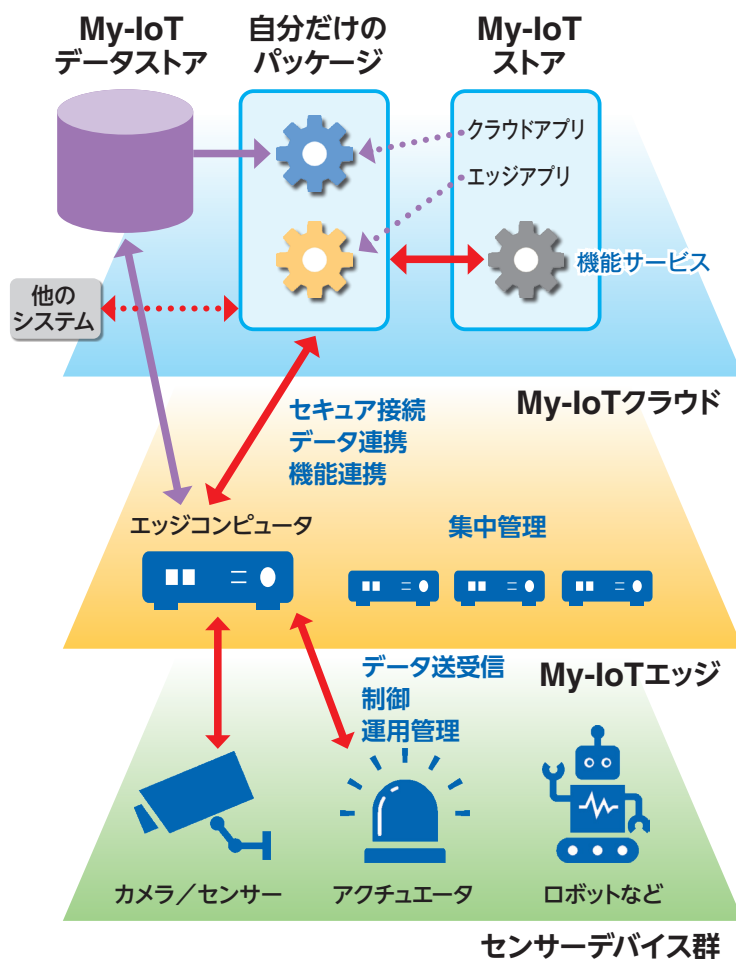 My-IoT
データストア
自分だけの
パッケージ
My-IoT
ストア
クラウドアプリ
エッジアプリ
機能サービス
他の
システム
My-IoTクラウド
セキュア接続
データ連携
機能連携
エッジコンピュータ
集中管理
My-IoTエッジ
データ送受信
制御
運用管理
カメラ／センサー
アクチュエータ
ロボットなど
センサーデバイス群